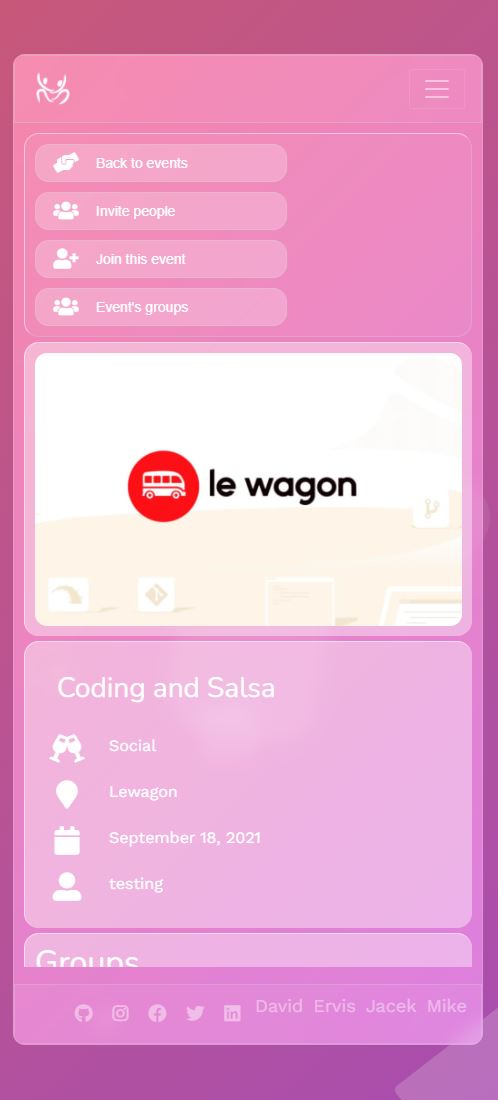 Back to events
Invite people
Join this event
Event's groups
le wagon
Coding and Salsa
Social
Lewagon
September 18, 2021
testing
Groups
David Ervis Jacek Mike